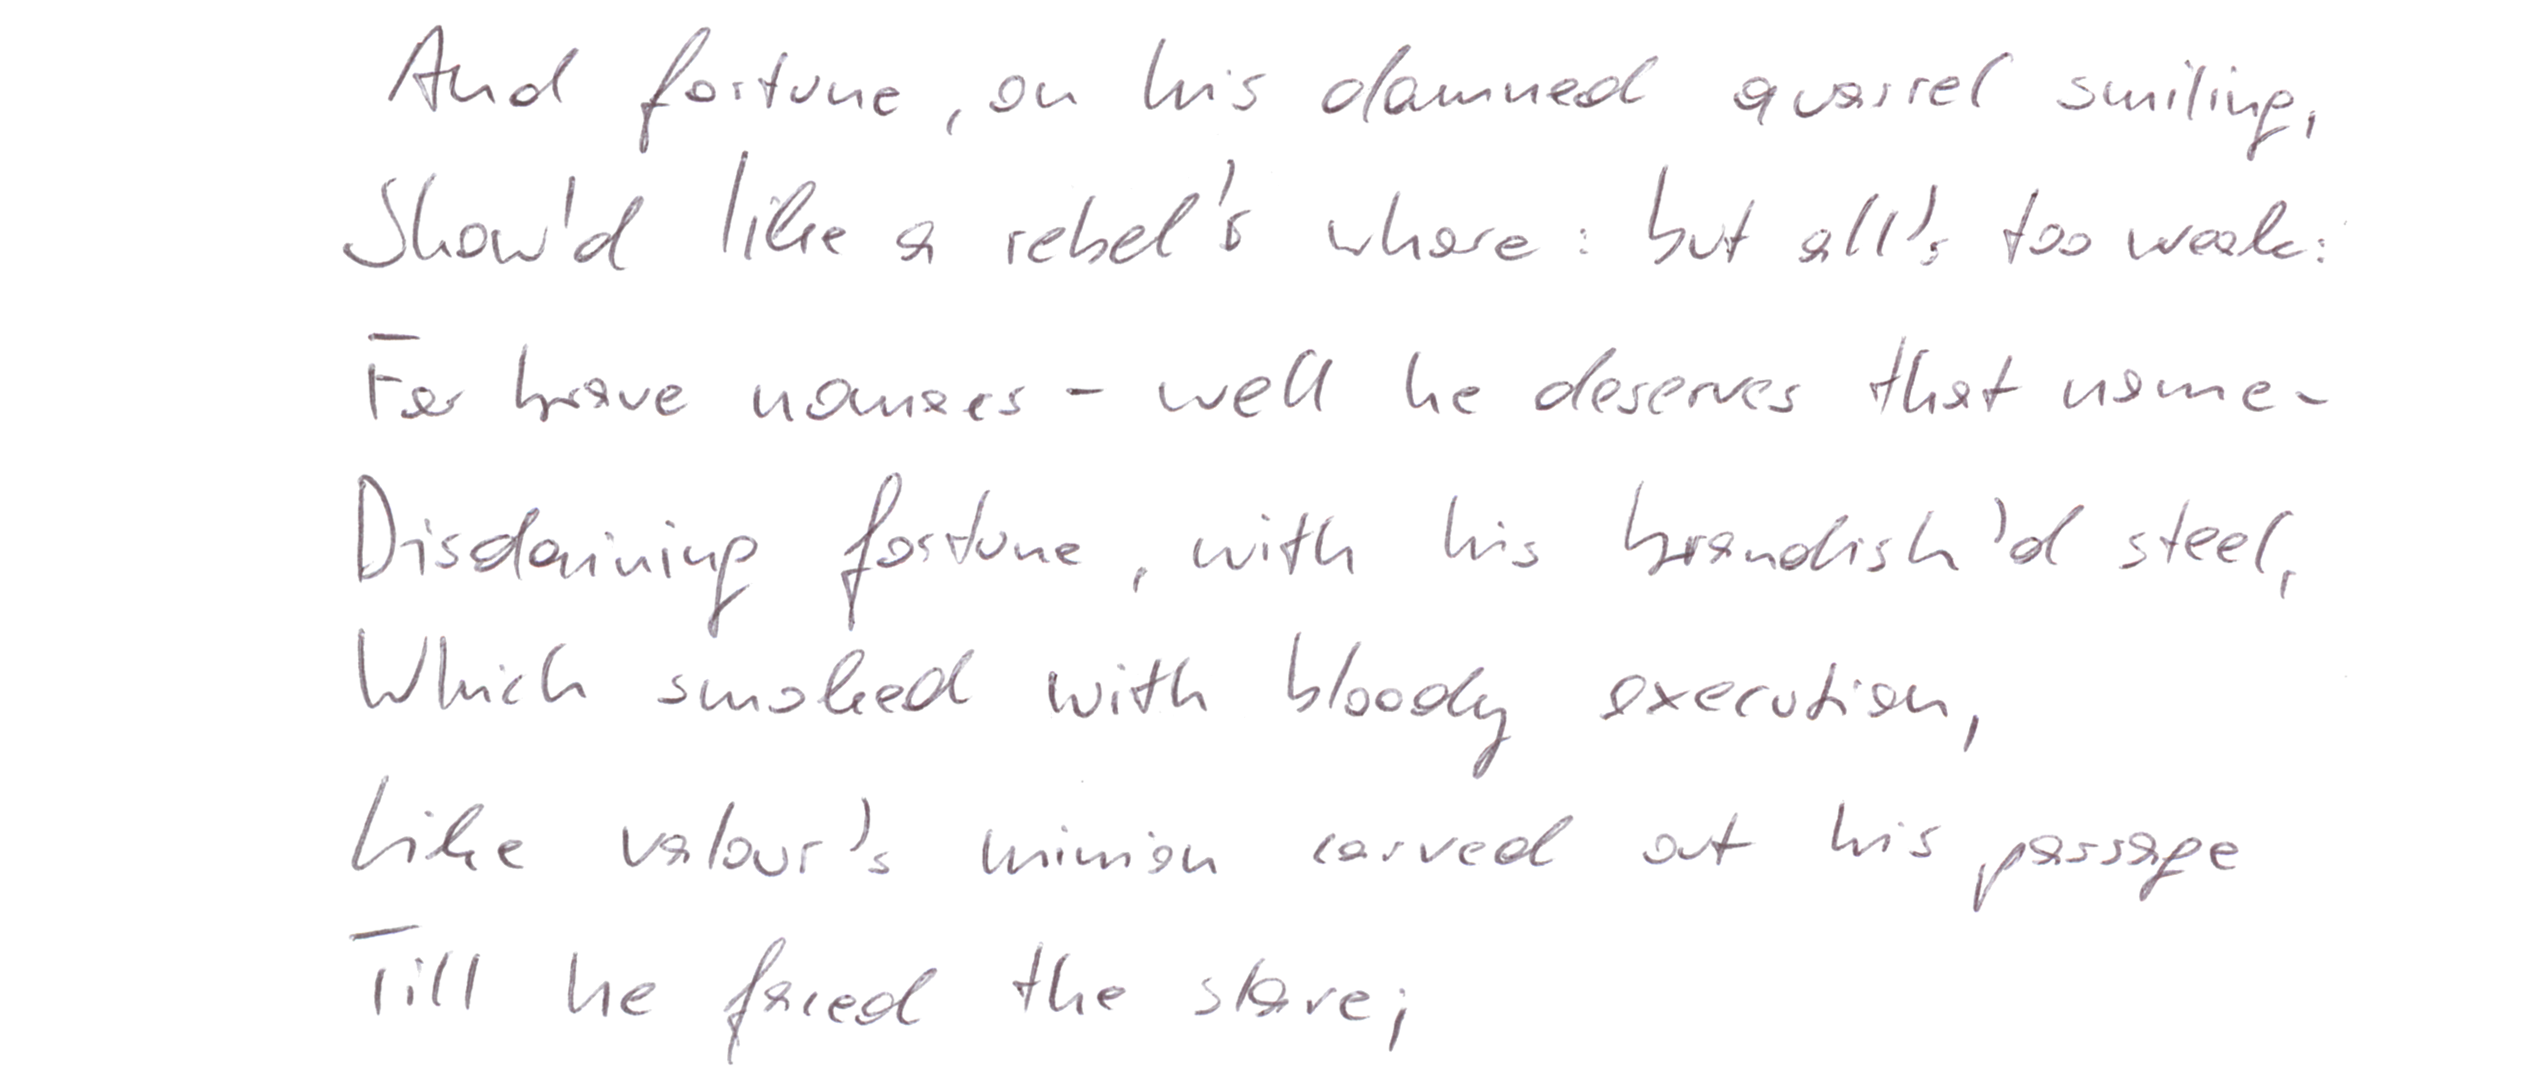 And fortune, on his damned quarrel smiling,
Show'd like a rebel's whore: but all's too weak:
For brave - well he deserves that name-
Disdaining fortune, with his brandish'd steel,
Which smoked with bloody execution,
Like valour's minion carved out his passage
Till he faced the slave;